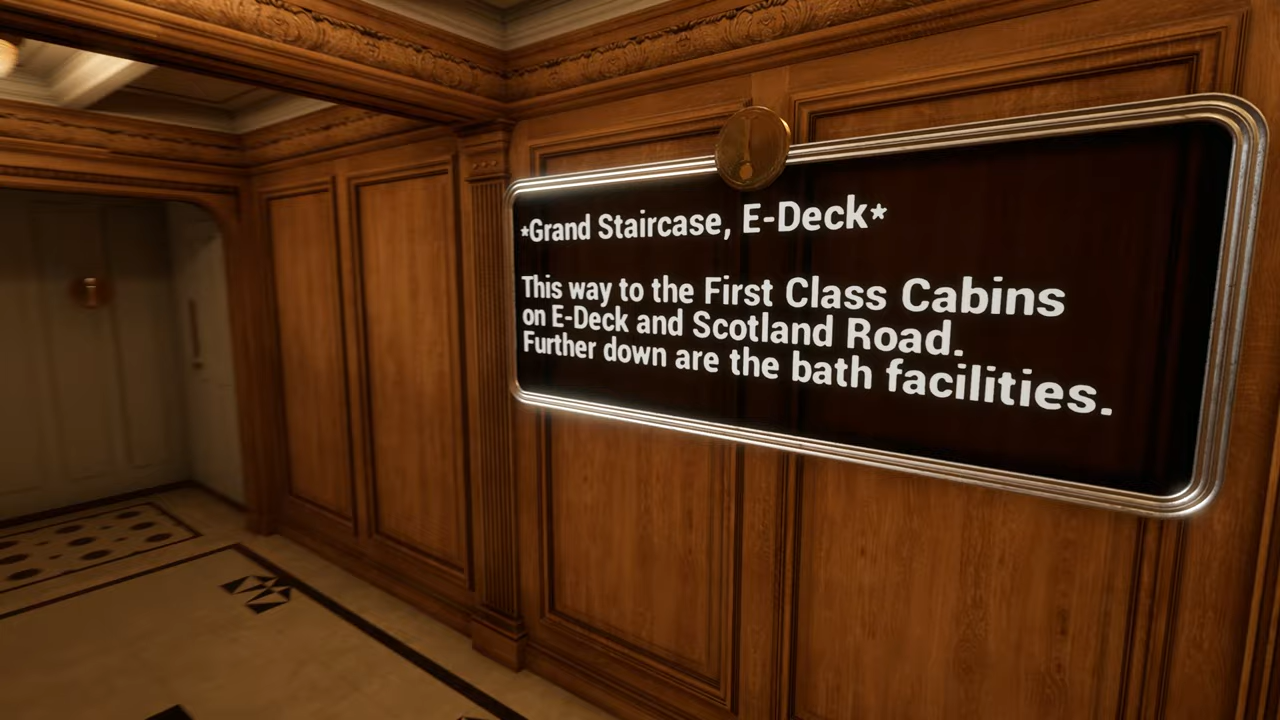 *Grand Staircase, E-Deck*
This way to the First Class Cabins
on E-Deck and Scotland Road.
Further down are the bath facilities.